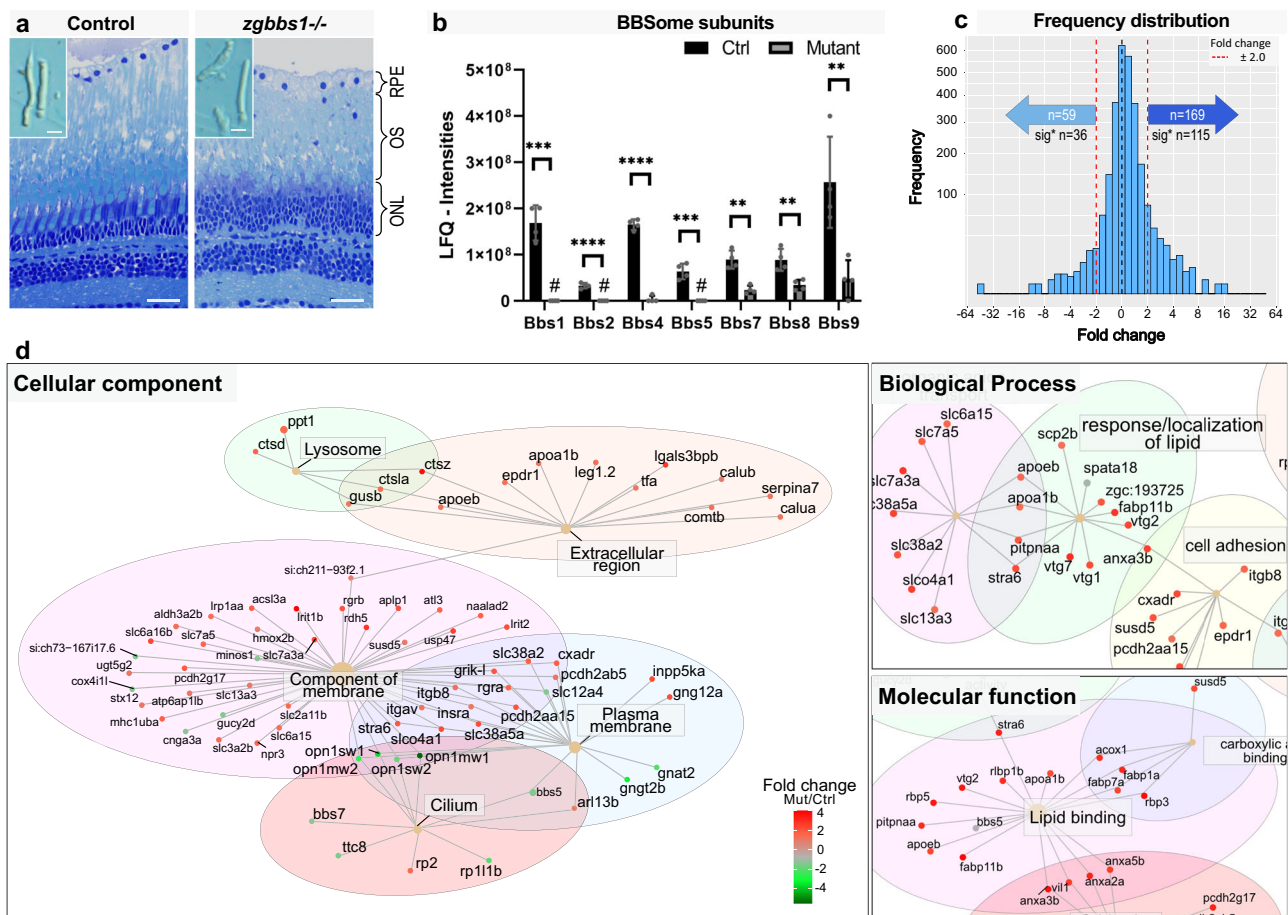 a
Control
zgbbs1-/-
RPE
OS
ONL
b
BBSome subunits
Ctrl
Mutant
LFQ - Intensities
5×10⁸
4×10⁸
3×10⁸
2×10⁸
1×10⁸
0
***
****
****
***
**
**
**
#
#
#
Bbs1
Bbs2
Bbs4
Bbs5
Bbs7
Bbs8
Bbs9
c
Frequency distribution
Fold change
± 2.0
n=59
sig* n=36
n=169
sig* n=115
Frequency
600
500
400
300
200
100
-64
-32
-16
-8
-4
-2
0
2
4
8
16
32
64
Fold change
d
Cellular component
ppt1
ctsd
Lysosome
ctsz
ctsla
gusb
apoeb
epdr1
apoa1b
leg1.2
lgals3bpb
tfa
calub
serpina7
comtb
calua
Extracellular
region
si:ch211-93f2.1
acsl3a
lrp1aa
aldh3a2b
slc6a16b
slc7a5
hmox2b
lrit1b
rgrb
rdh5
aplp1
atl3
naalad2
lrit2
usp47
susd5
si:ch73-167i17.6
minos1
slc7a3a
ugt5g2
cox4i1l
pcdh2g17
stx12
atp6ap1lb
slc13a3
mhc1uba
gucy2d
cnga3a
slc2a11b
slc6a15
slc3a2b
npr3
Component of
membrane
slc38a2
cxadr
grik-l
pcdh2ab5
rgra
slc12a4
itgb8
itgav
insra
pcdh2aa15
stra6
slco4a1
slc38a5a
inpp5ka
gng12a
Plasma
membrane
opn1sw1
opn1mw1
opn1mw2
opn1sw2
gnat2
gngt2b
Cilium
bbs5
arl13b
bbs7
ttc8
rp2
rp1l1b
Fold change
Mut/Ctrl
4
2
0
-2
-4
Biological Process
slc6a15
slc7a5
slc7a3a
c38a5a
slc38a2
slco4a1
slc13a3
apoeb
apoa1b
pitpnaa
stra6
scp2b
response/localization
of lipid
spata18
zgc:193725
fabp11b
vtg2
vtg7
vtg1
anxa3b
cell adhesion
itgb8
cxadr
susd5
epdr1
pcdh2aa15
itg
rp
Molecular function
susd5
stra6
acox1
carboxylic a
binding
vtg2
rlbp1b
apoa1b
fabp1a
fabp7a
rbp5
rbp3
pitpnaa
bbs5
Lipid binding
apoeb
fabp11b
anxa5b
vil1
anxa2a
anxa3b
pcdh2g17